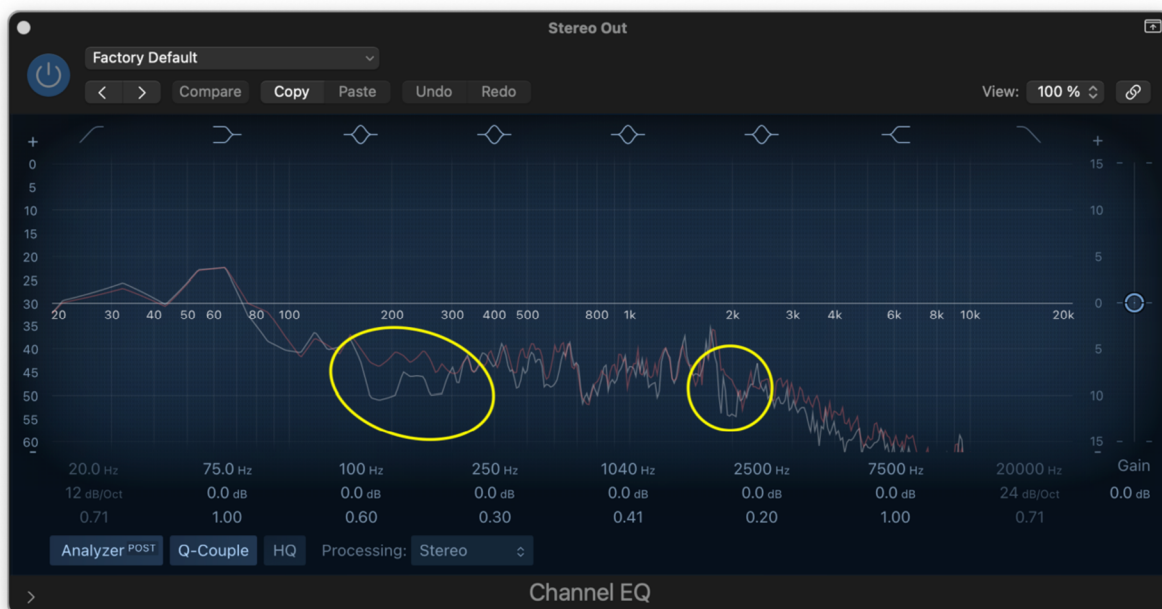 Stereo Out
Factory Default
Compare Copy Paste Undo Redo View: 100 %
+ +
0 15
5
10 10
15
20 5
25
30 0
20 30 40 50 60 80 100 200 300 400 500 800 1k 2k 3k 4k 6k 8k 10k 20k
35
40 5
45
50 10
55
60 15
- -
20.0 Hz 75.0 Hz 100 Hz 250 Hz 1040 Hz 2500 Hz 7500 Hz 20000 Hz Gain
12 dB/Oct 0.0 dB 0.0 dB 0.0 dB 0.0 dB 0.0 dB 0.0 dB 24 dB/Oct 0.0 dB
0.71 1.00 0.60 0.30 0.41 0.20 1.00 0.71
Analyzer POST Q-Couple HQ Processing: Stereo
Channel EQ